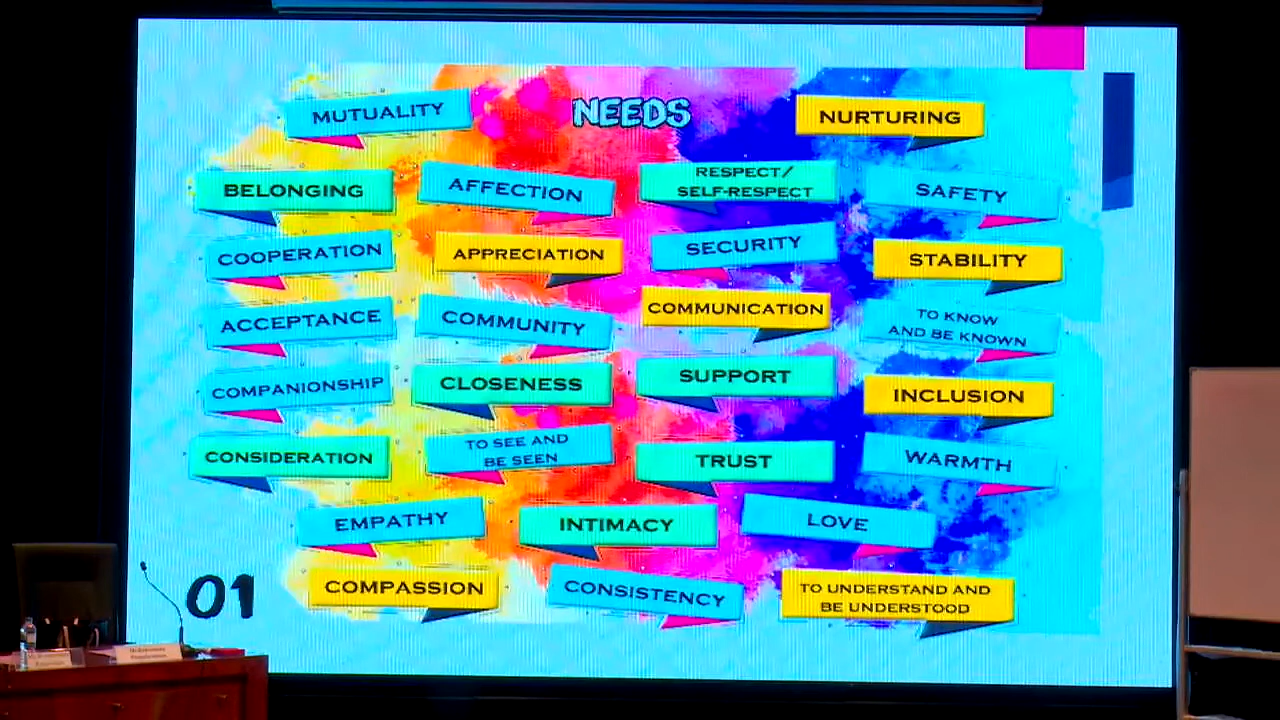 NEEDS
MUTUALITY
NURTURING
BELONGING
AFFECTION
RESPECT/
SELF-RESPECT
SAFETY
COOPERATION
APPRECIATION
SECURITY
STABILITY
ACCEPTANCE
COMMUNITY
COMMUNICATION
TO KNOW
AND BE KNOWN
COMPANIONSHIP
CLOSENESS
SUPPORT
INCLUSION
CONSIDERATION
TO SEE AND
BE SEEN
TRUST
WARMTH
EMPATHY
INTIMACY
LOVE
COMPASSION
CONSISTENCY
TO UNDERSTAND AND
BE UNDERSTOOD
01